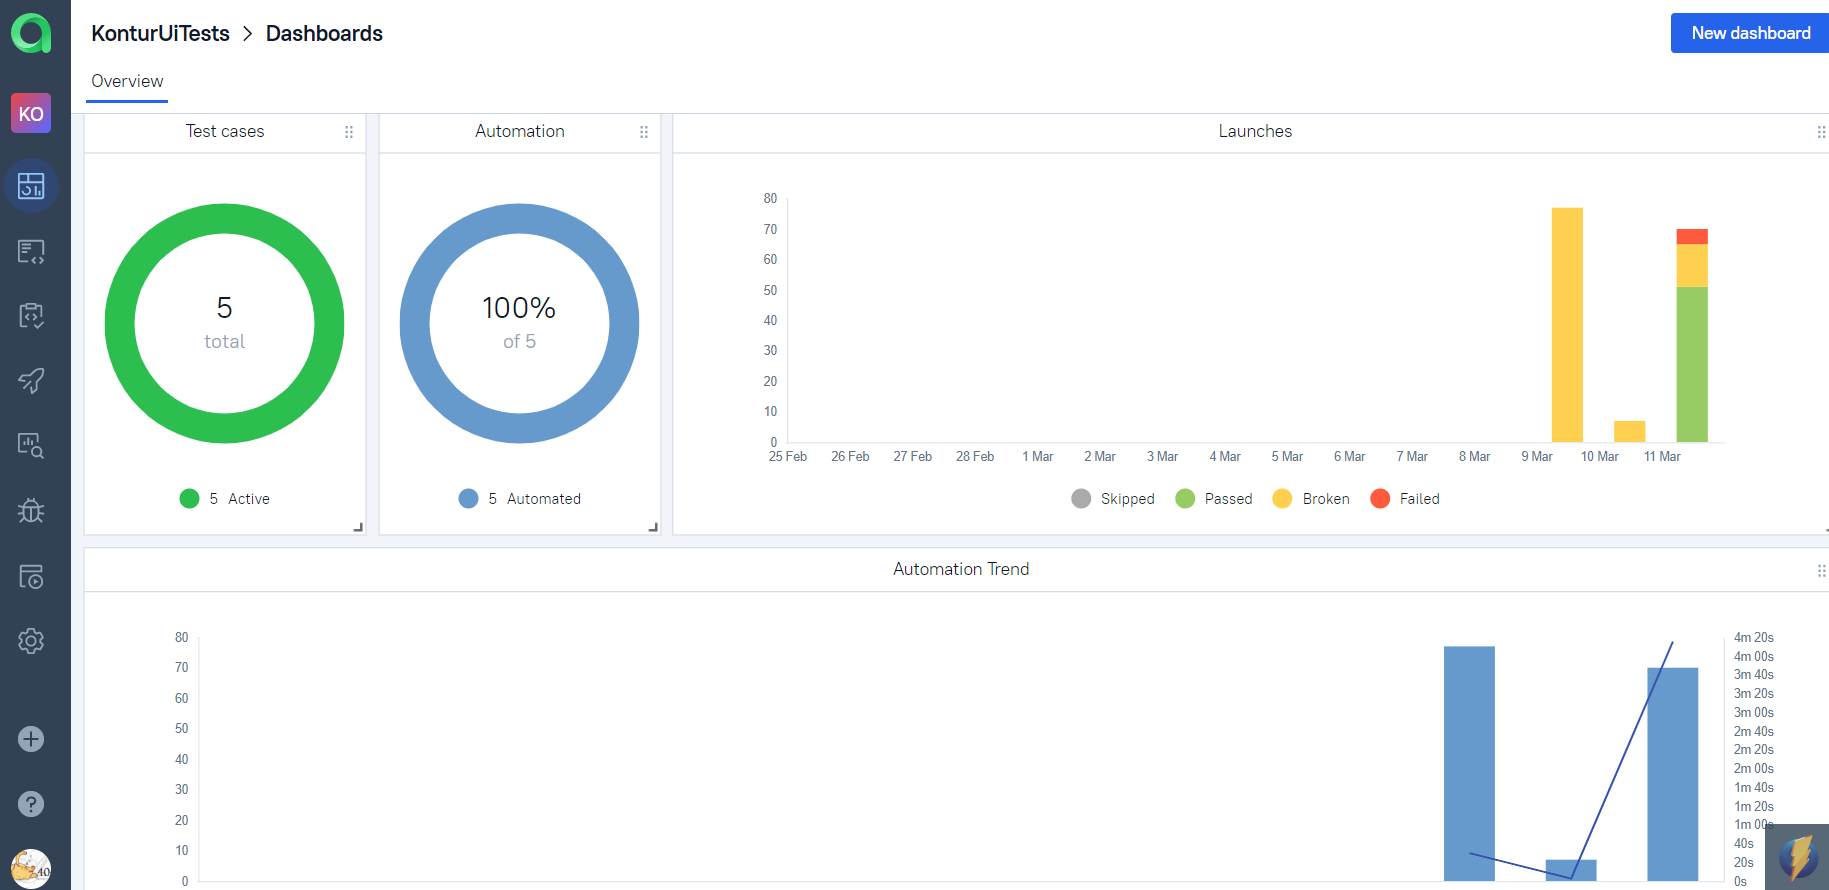 KonturUiTests > Dashboards
New dashboard
Overview
KO
Test cases
Automation
Launches
5
total
5 Active
100%
of 5
5 Automated
80
70
60
50
40
30
20
10
0
25 Feb 26 Feb 27 Feb 28 Feb 1 Mar 2 Mar 3 Mar 4 Mar 5 Mar 6 Mar 7 Mar 8 Mar 9 Mar 10 Mar 11 Mar
Skipped Passed Broken Failed
Automation Trend
80
70
60
50
40
30
20
10
0
4m 20s
4m 00s
3m 40s
3m 20s
3m 00s
2m 40s
2m 20s
2m 00s
1m 40s
1m 20s
1m 00s
40s
20s
0s
40